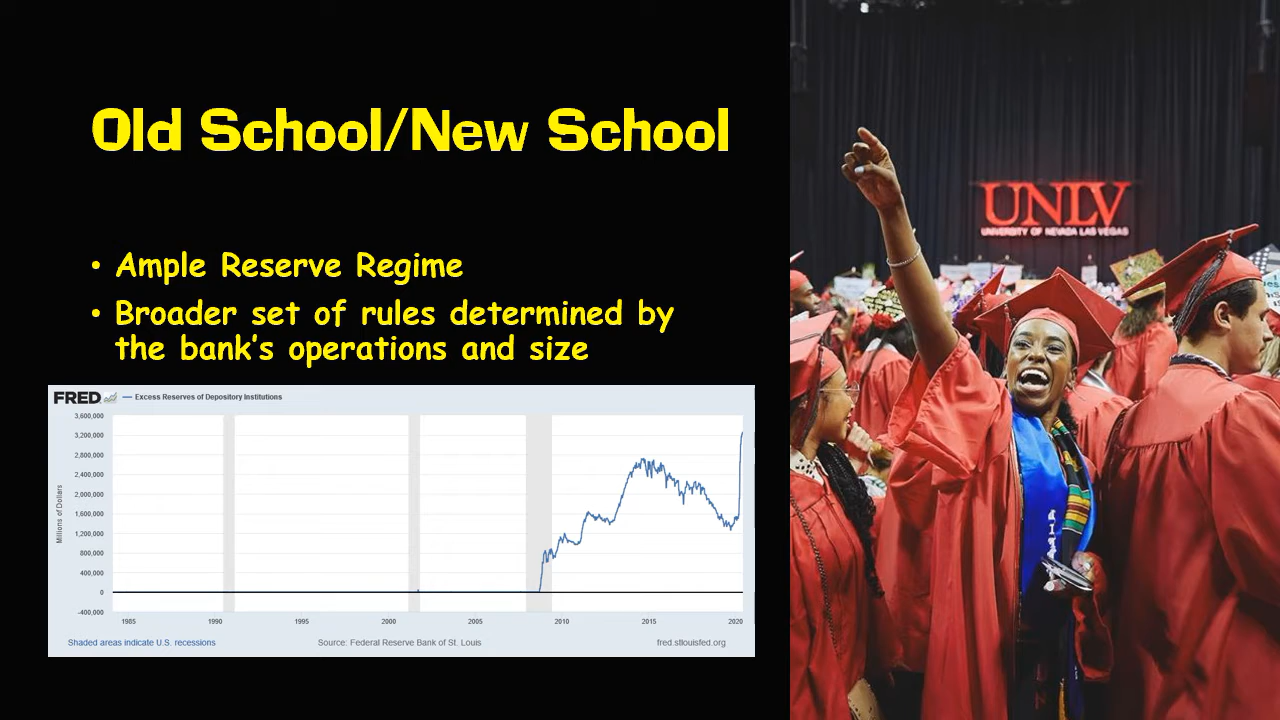 Old School/New School
• Ample Reserve Regime
• Broader set of rules determined by
the bank's operations and size
FRED
Excess Reserves of Depository Institutions
3,600,000
3,200,000
2,800,000
2,400,000
2,000,000
1,600,000
1,200,000
800,000
400,000
0
-400,000
Millions of Dollars
1985 1990 1995 2000 2005 2010 2015 2020
Shaded areas indicate U.S. recessions Source: Federal Reserve Bank of St. Louis fred.stlouisfed.org
UNLV
UNIVERSITY OF NEVADA LAS VEGAS